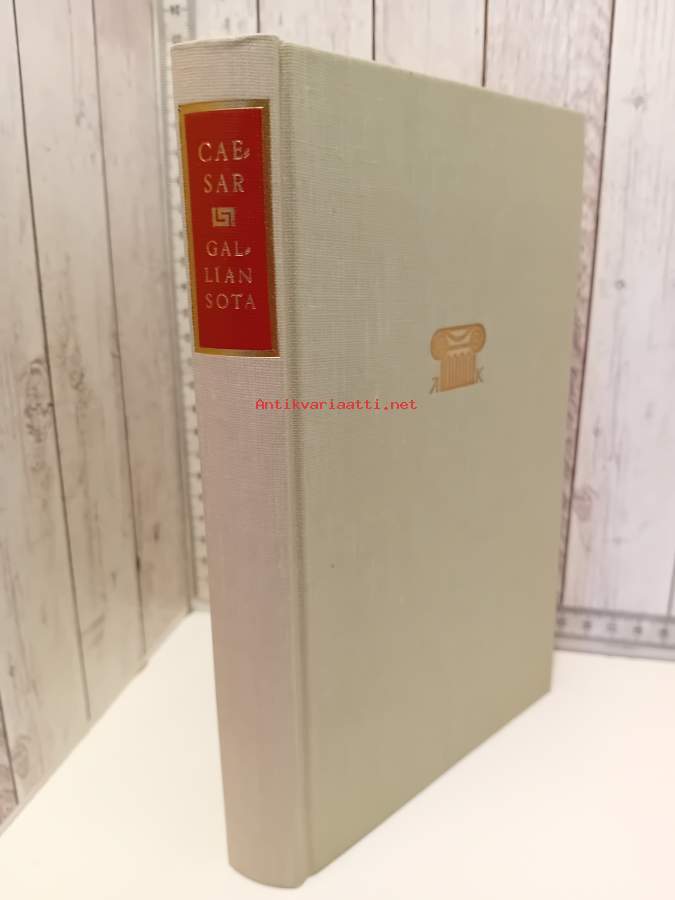 CAE-
SAR
GAL-
LIAN
SOTA
A K
Antikvariaatti.net